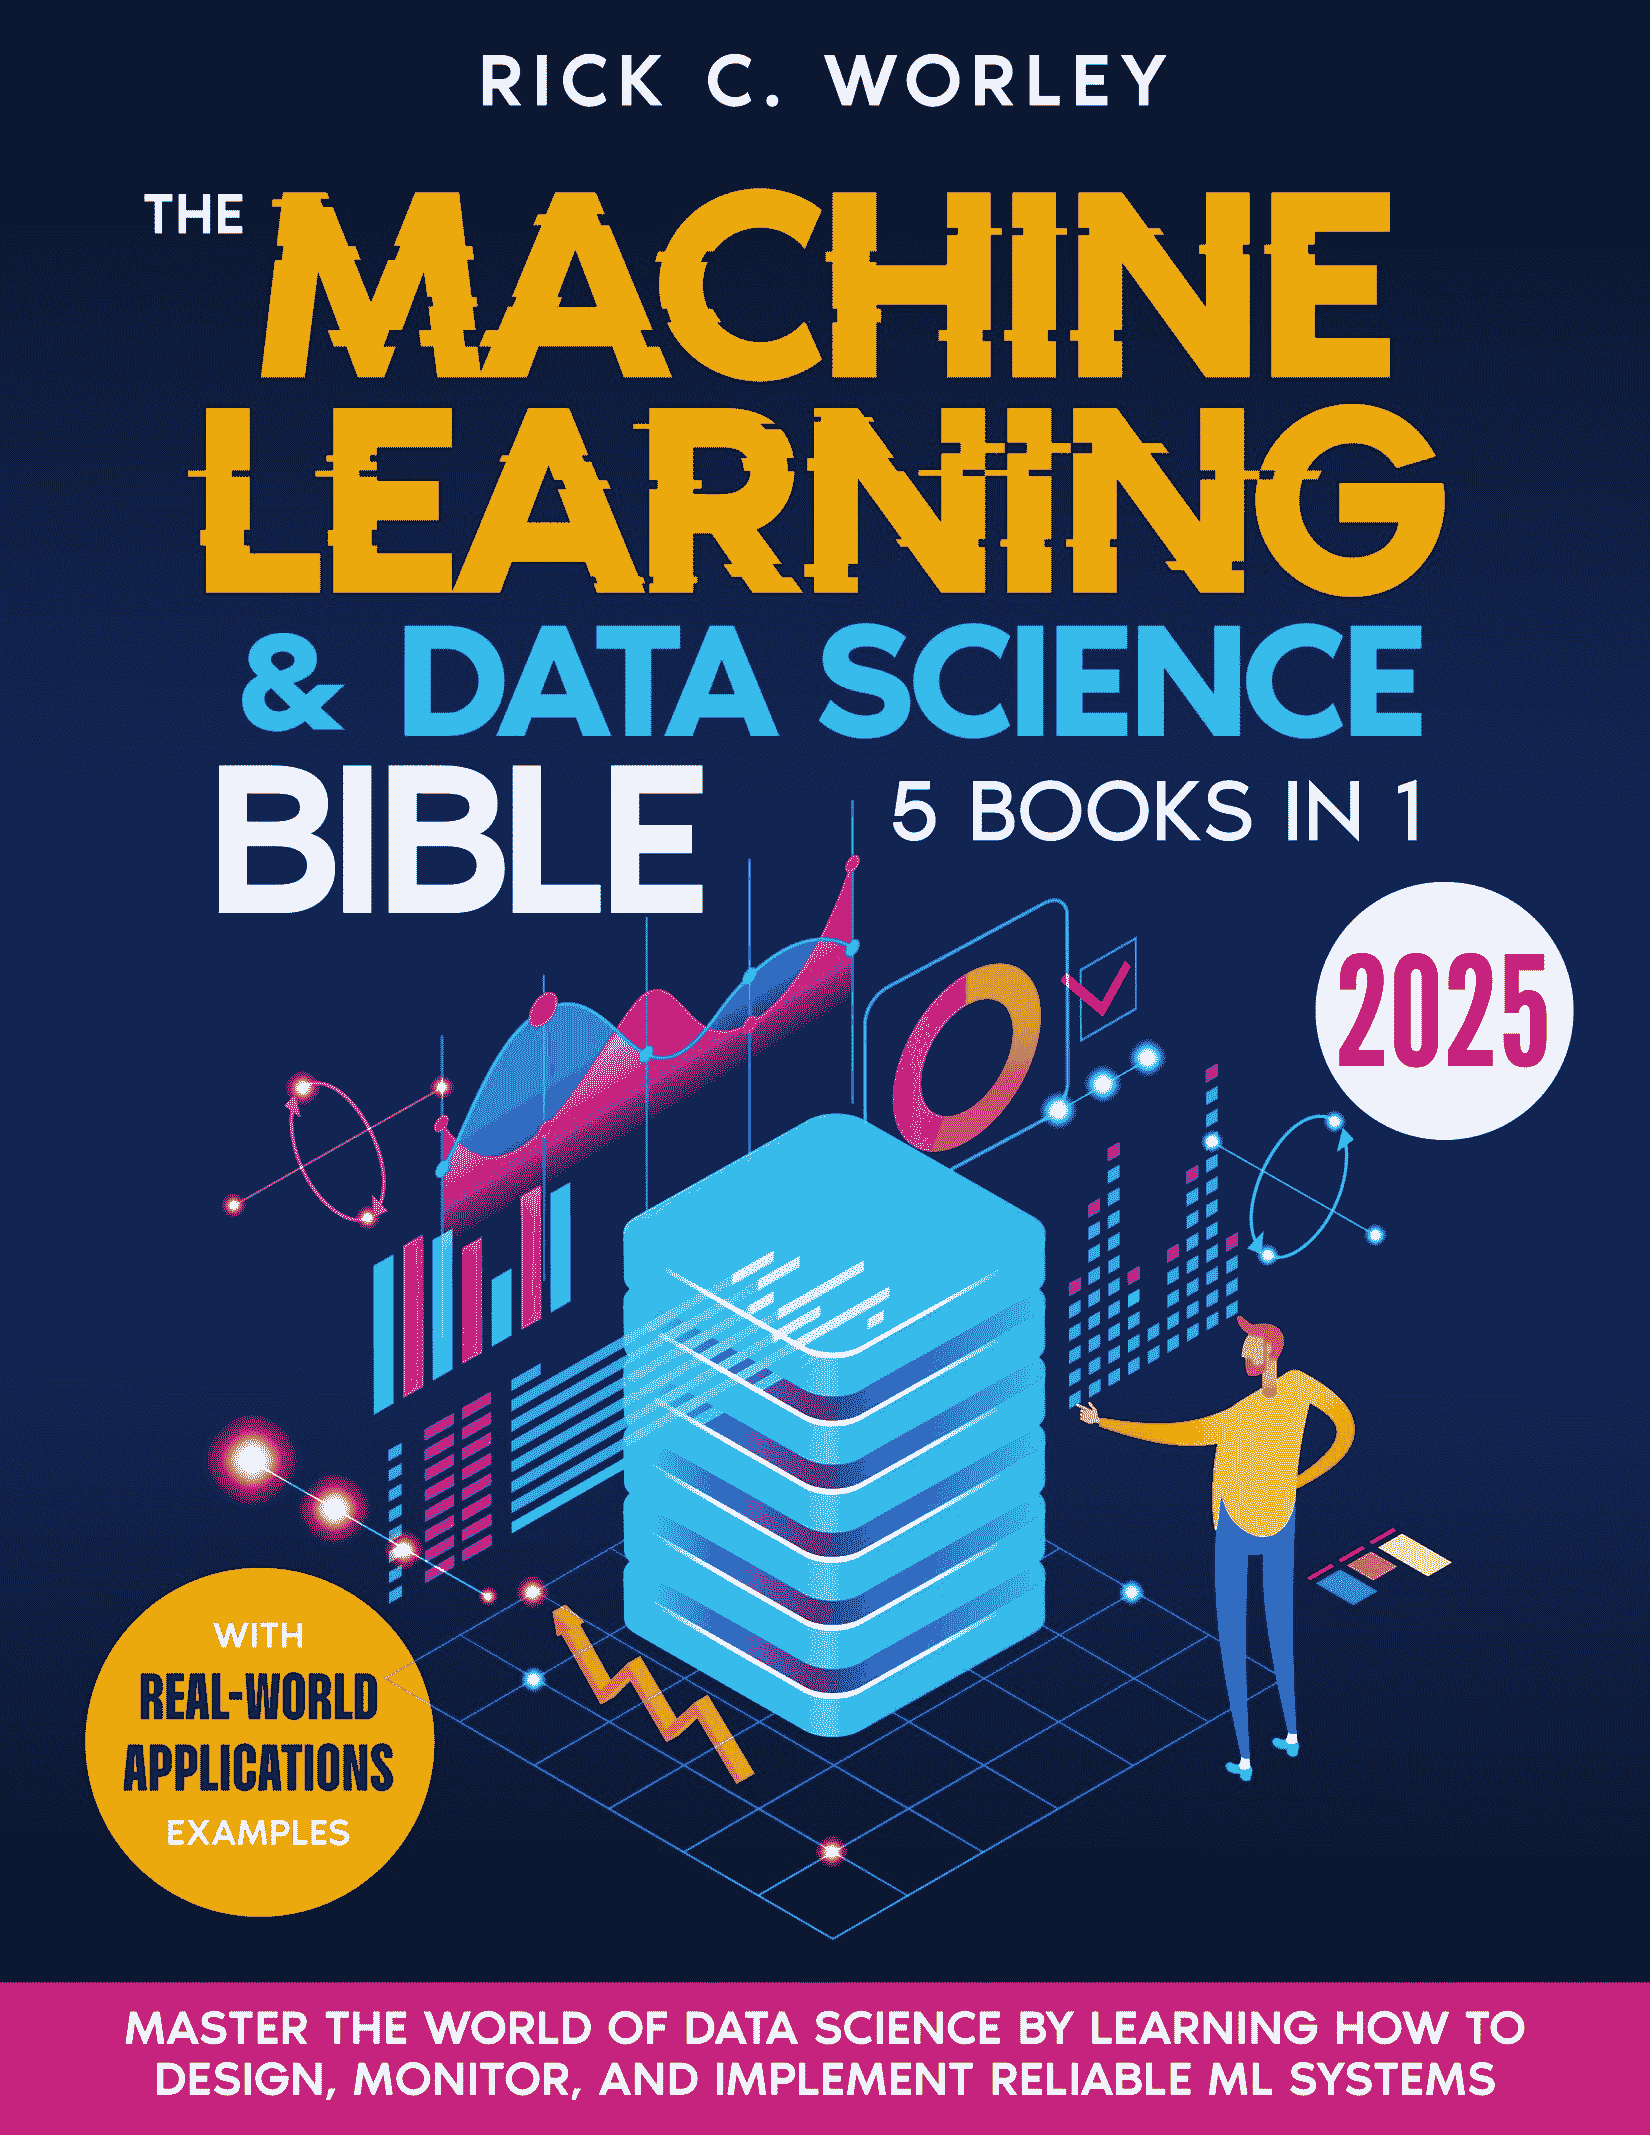 RICK C. WORLEY
THE MACHINE
LEARNING
& DATA SCIENCE
BIBLE
5 BOOKS IN 1
2025
WITH
REAL-WORLD
APPLICATIONS
EXAMPLES
MASTER THE WORLD OF DATA SCIENCE BY LEARNING HOW TO
DESIGN, MONITOR, AND IMPLEMENT RELIABLE ML SYSTEMS